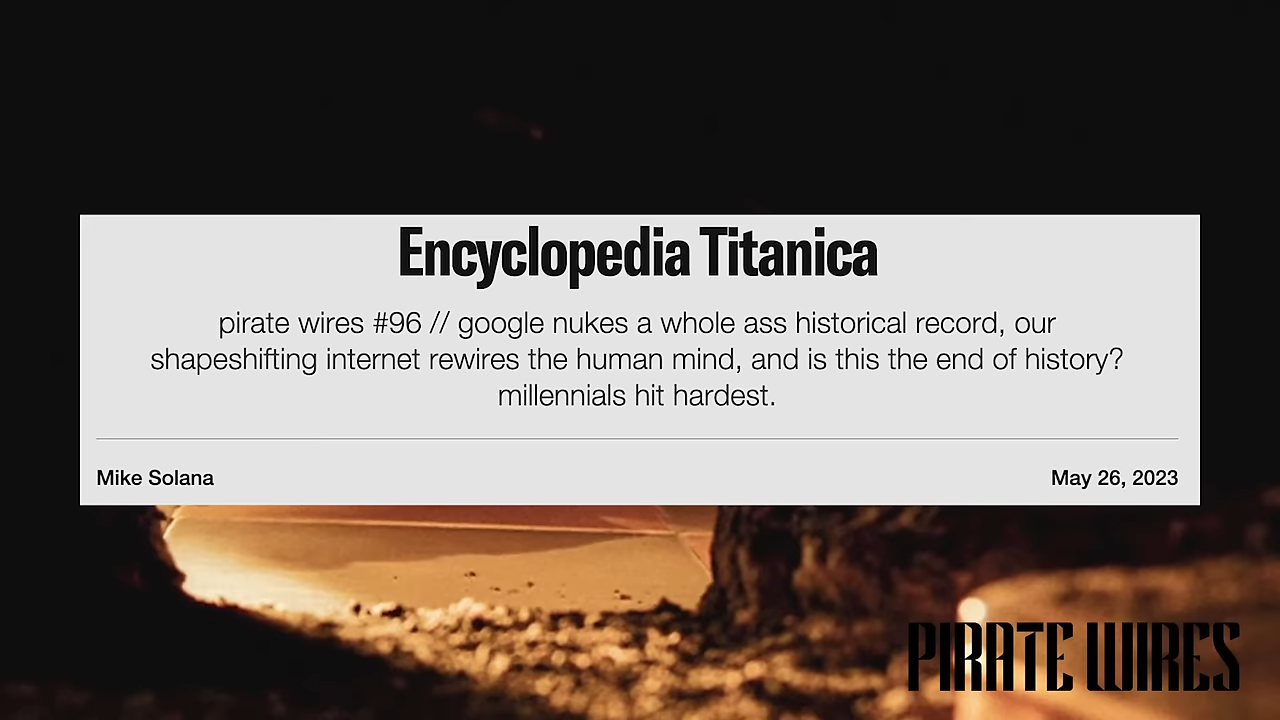 Encyclopedia Titanica
pirate wires #96 // google nukes a whole ass historical record, our
shapeshifting internet rewires the human mind, and is this the end of history?
millennials hit hardest.
Mike Solana
May 26, 2023
PIRATE WIRES